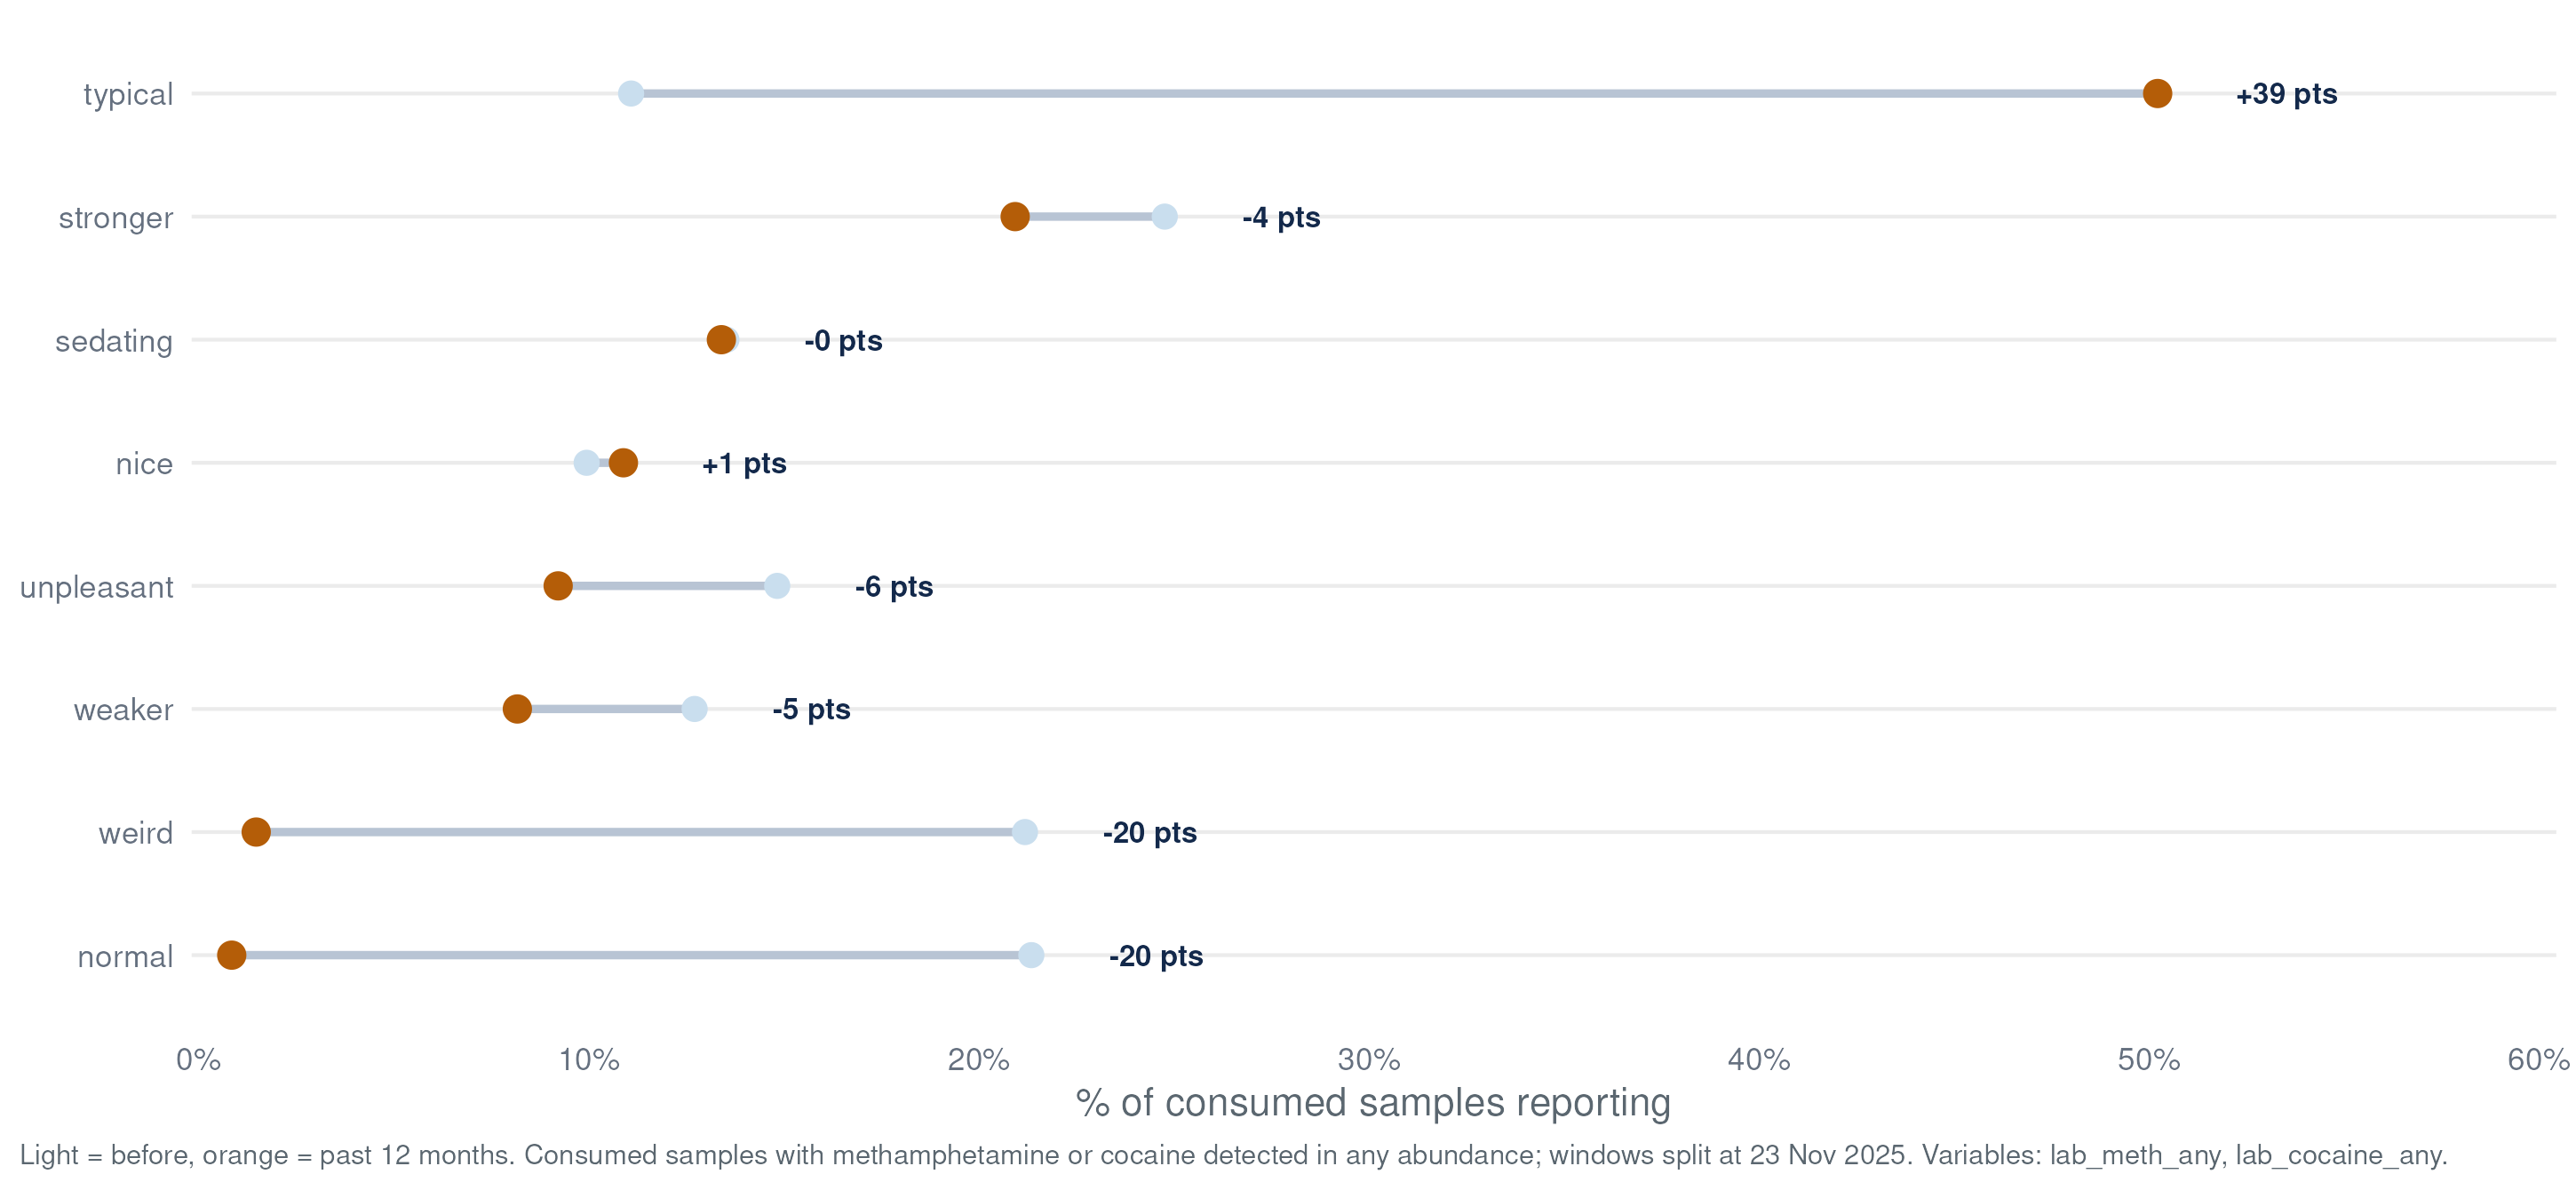 typical +39 pts
stronger -4 pts
sedating -0 pts
nice +1 pts
unpleasant -6 pts
weaker -5 pts
weird -20 pts
normal -20 pts
0% 10% 20% 30% 40% 50% 60%
% of consumed samples reporting
Light = before, orange = past 12 months. Consumed samples with methamphetamine or cocaine detected in any abundance; windows split at 23 Nov 2025. Variables: lab_meth_any, lab_cocaine_any.